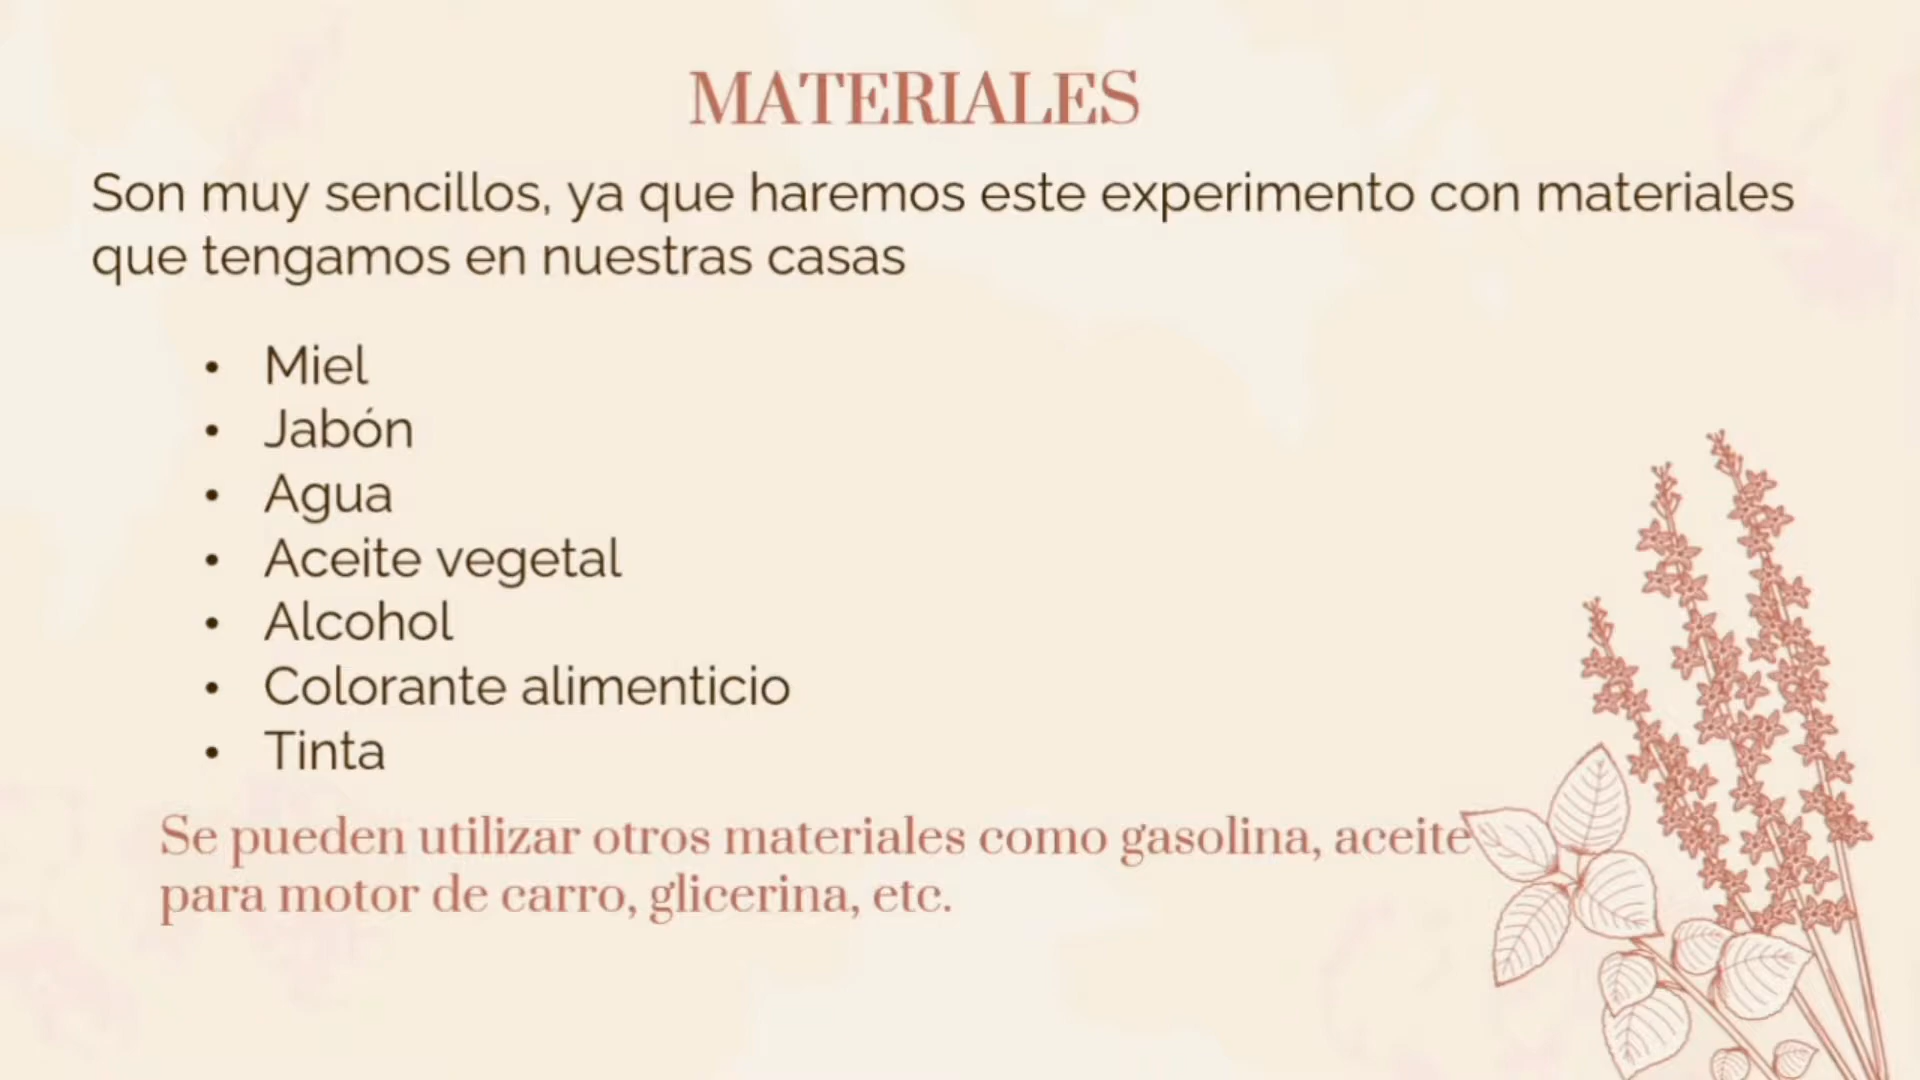 MATERIALES
Son muy sencillos, ya que haremos este experimento con materiales
que tengamos en nuestras casas
• Miel
• Jabón
• Agua
• Aceite vegetal
• Alcohol
• Colorante alimenticio
• Tinta
Se pueden utilizar otros materiales como gasolina, aceite
para motor de carro, glicerina, etc.